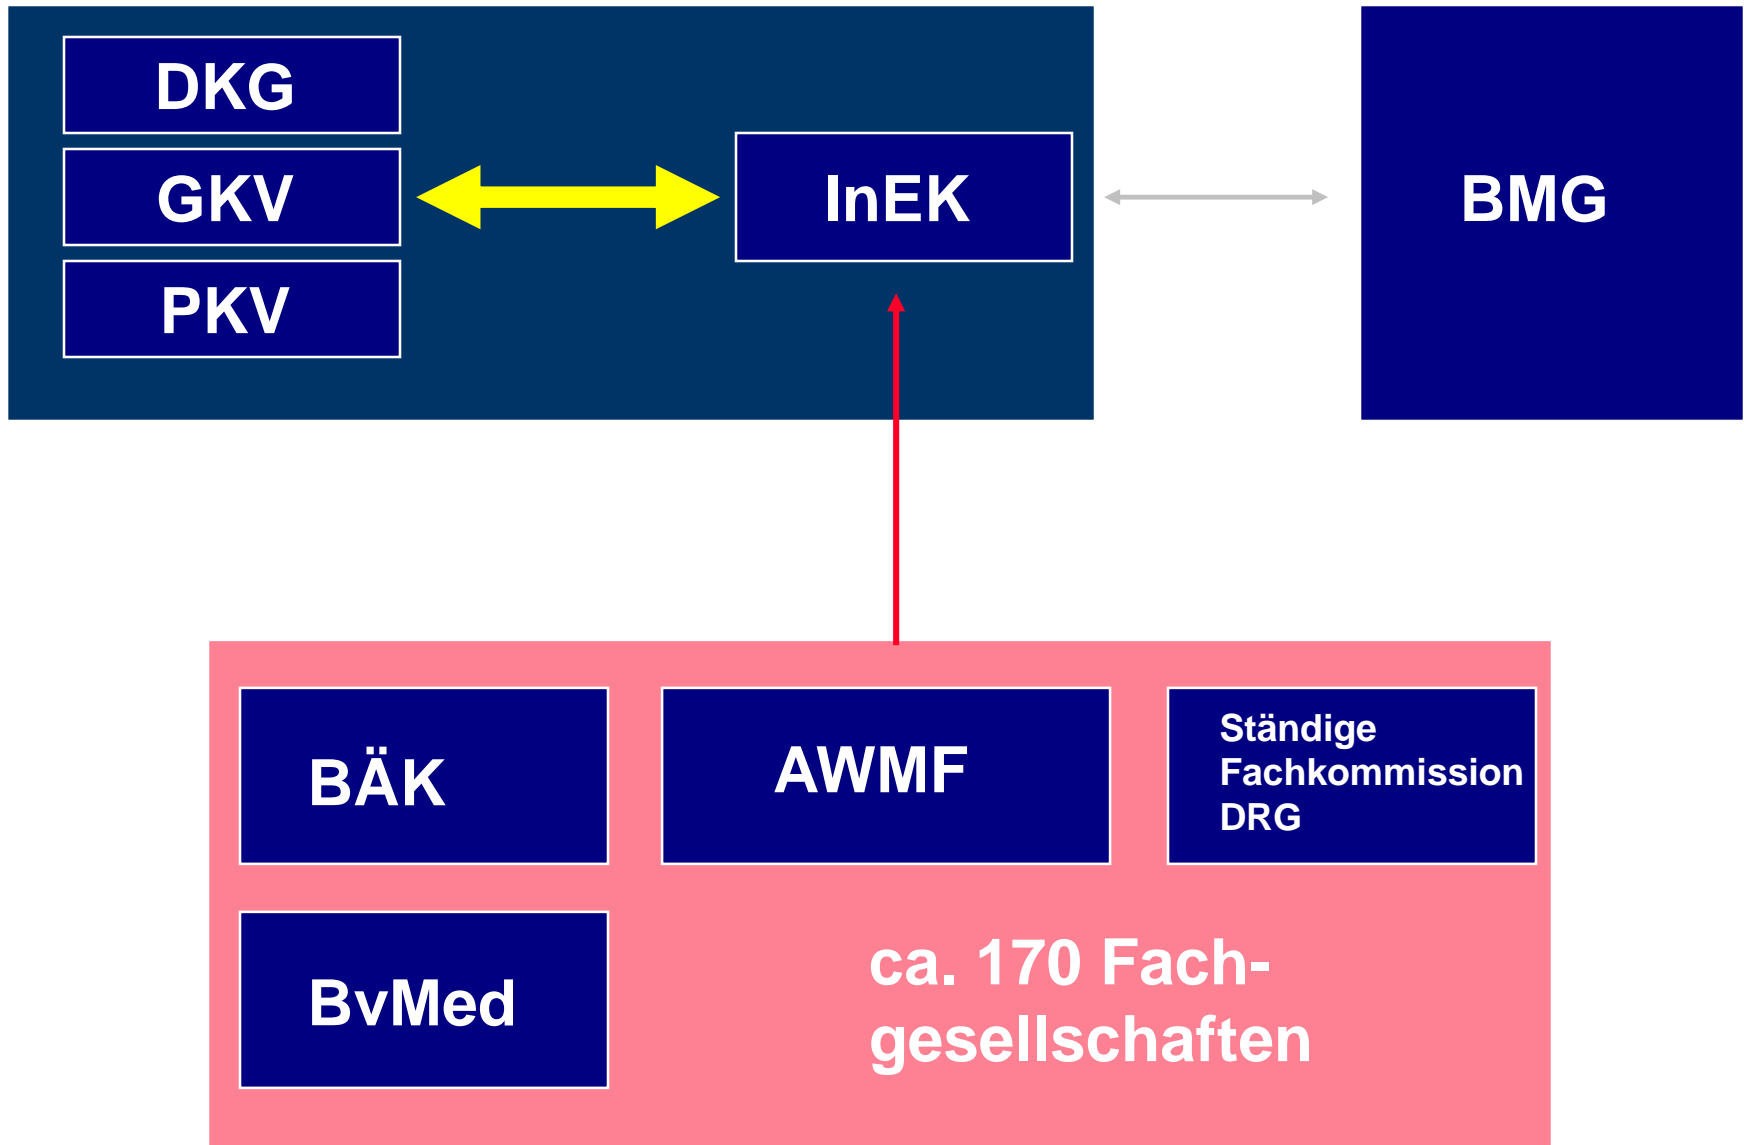 DKG
GKV
PKV
InEK
BMG
BÄK
AWMF
Ständige
Fachkommission
DRG
BvMed
ca. 170 Fach-
gesellschaften